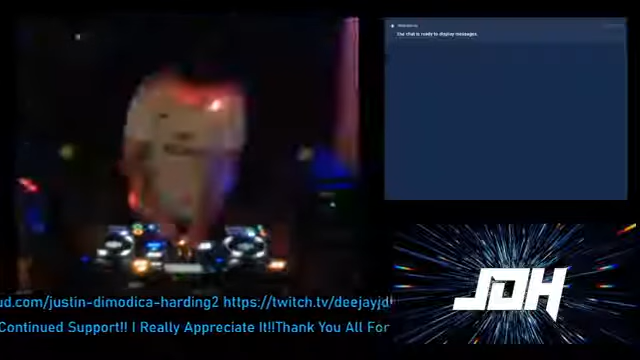 Use chat is ready to display messages.
JDH
ud.com/justin-dimodica-harding2 https://twitch.tv/deejayjd
Continued Support!! I Really Appreciate It!!Thank You All For